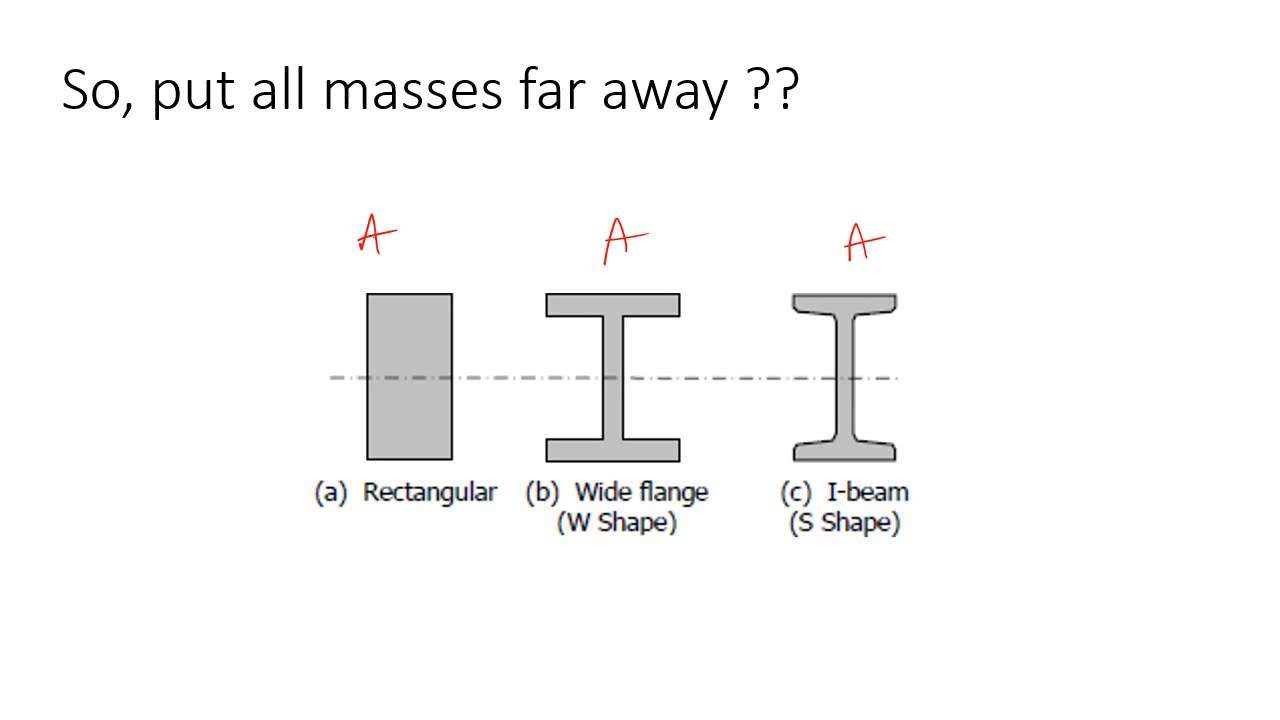 So, put all masses far away ??
A A A
(a) Rectangular (b) Wide flange (c) I-beam
(W Shape) (S Shape)